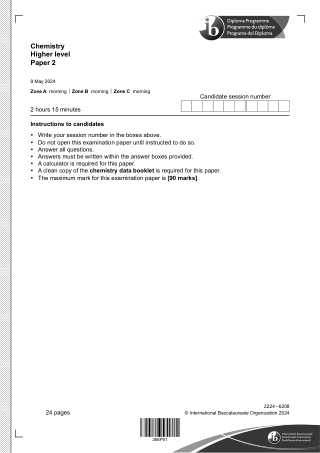 Diploma Programme
Programme du diplôme
Programa del Diploma
Chemistry
Higher level
Paper 2
9 May 2024
Zone A morning | Zone B morning | Zone C morning
Candidate session number
2 hours 15 minutes
Instructions to candidates
• Write your session number in the boxes above.
• Do not open this examination paper until instructed to do so.
• Answer all questions.
• Answers must be written within the answer boxes provided.
• A calculator is required for this paper.
• A clean copy of the chemistry data booklet is required for this paper.
• The maximum mark for this examination paper is [90 marks].
2224–6208
24 pages
© International Baccalaureate Organization 2024